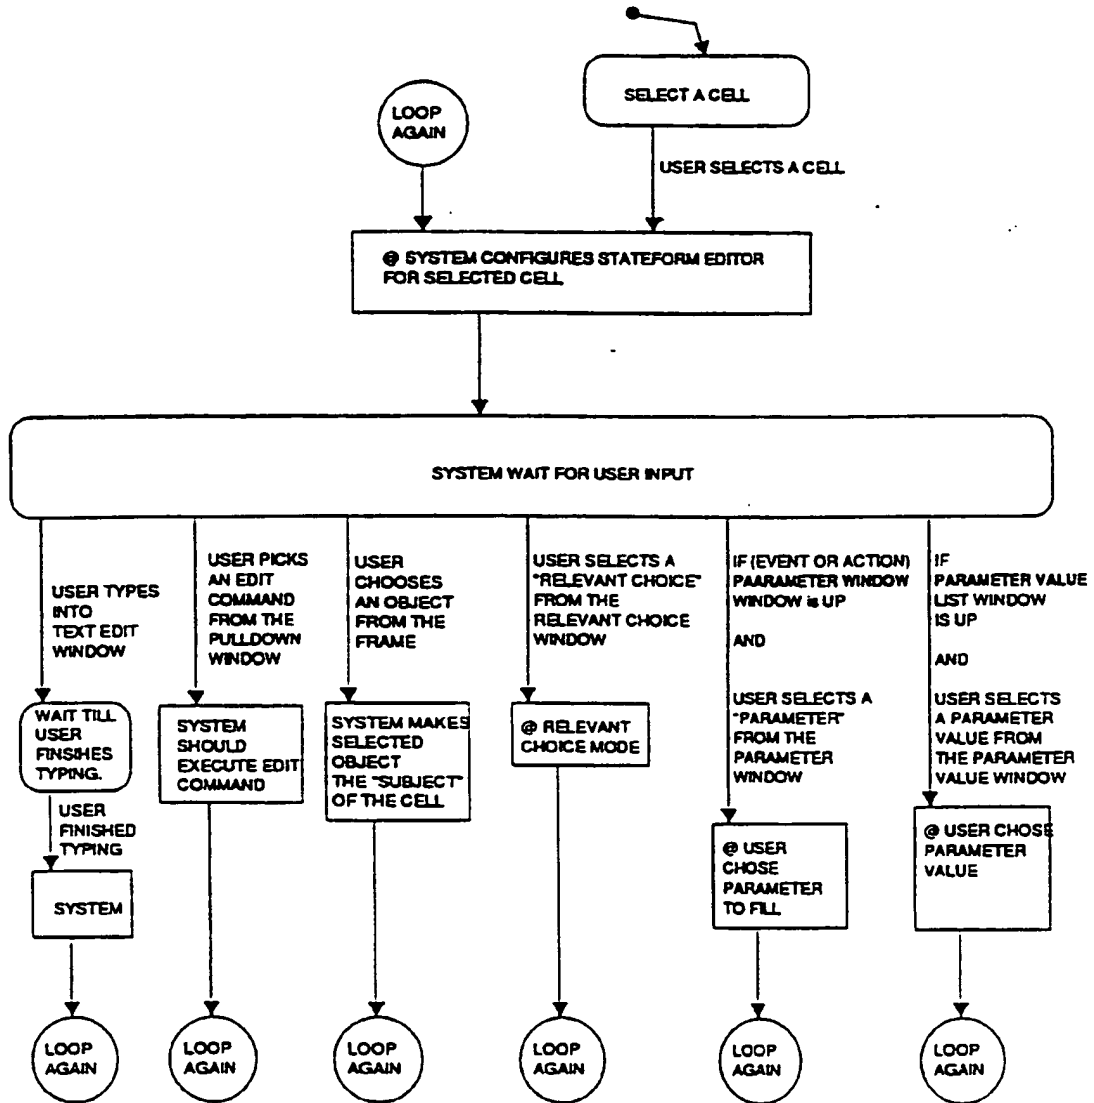 SELECT A CELL
LOOP
AGAIN
USER SELECTS A CELL
@ SYSTEM CONFIGURES STATEFORM EDITOR
FOR SELECTED CELL
SYSTEM WAIT FOR USER INPUT
USER TYPES
INTO
TEXT EDIT
WINDOW
USER PICKS
AN EDIT
COMMAND
FROM THE
PULLDOWN
WINDOW
USER
CHOOSES
AN OBJECT
FROM THE
FRAME
USER SELECTS A
"RELEVANT CHOICE"
FROM THE
RELEVANT CHOICE
WINDOW
IF (EVENT OR ACTION)
PAARAMETER WINDOW
WINDOW is UP
AND
USER SELECTS A
"PARAMETER"
FROM THE
PARAMETER
WINDOW
IF
PARAMETER VALUE
LIST WINDOW
IS UP
AND
USER SELECTS
A PARAMETER
VALUE FROM
THE PARAMETER
VALUE WINDOW
WAIT TILL
USER
FINSIHES
TYPING.
SYSTEM
SHOULD
EXECUTE EDIT
COMMAND
SYSTEM MAKES
SELECTED
OBJECT
THE "SUBJECT"
OF THE CELL
@ RELEVANT
CHOICE MODE
USER
FINISHED
TYPING
@ USER
CHOSE
PARAMETER
TO FILL
@ USER CHOSE
PARAMETER
VALUE
SYSTEM
LOOP
AGAIN
LOOP
AGAIN
LOOP
AGAIN
LOOP
AGAIN
LOOP
AGAIN
LOOP
AGAIN